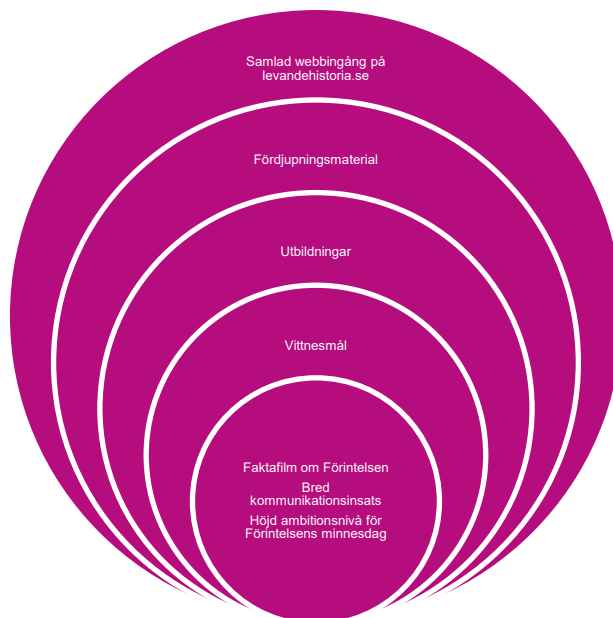 Samlad webbingång på
levandehistoria.se
Fördjupningsmaterial
Utbildningar
Vittnesmål
Faktafilm om Förintelsen
Bred
kommunikationsinsats
Höjd ambitionsnivå för
Förintelsens minnesdag